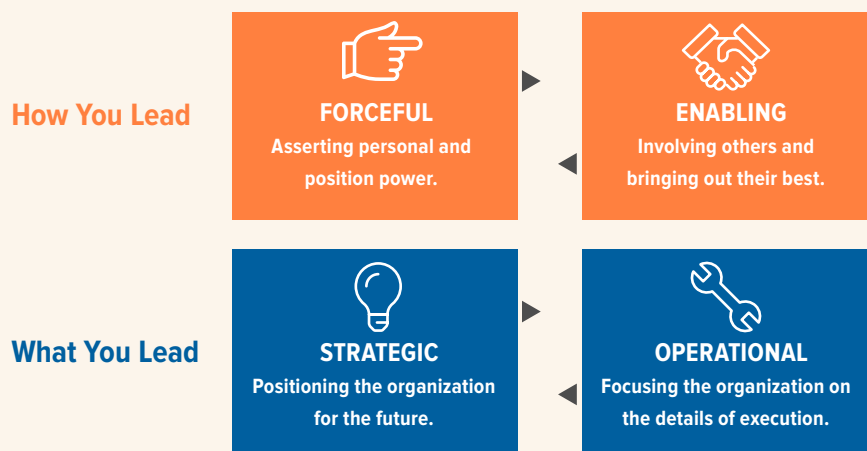 How You Lead
FORCEFUL
Asserting personal and
position power.
ENABLING
Involving others and
bringing out their best.
What You Lead
STRATEGIC
Positioning the organization
for the future.
OPERATIONAL
Focusing the organization on
the details of execution.